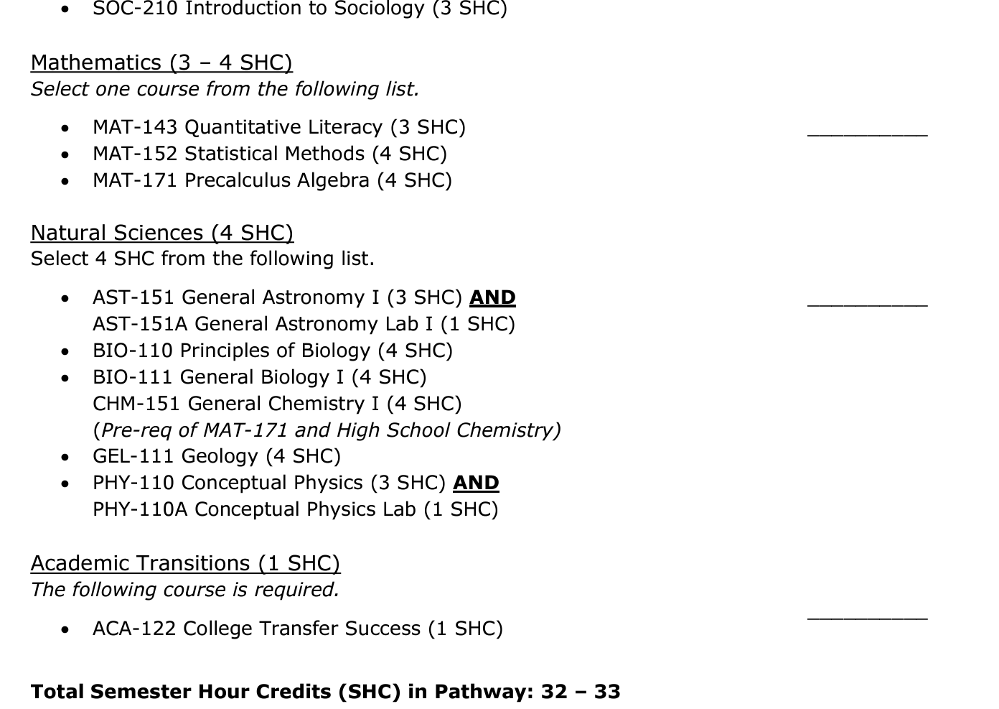 • SOC-210 Introduction to Sociology (3 SHC)
Mathematics (3 – 4 SHC)
Select one course from the following list.
• MAT-143 Quantitative Literacy (3 SHC) __________
• MAT-152 Statistical Methods (4 SHC)
• MAT-171 Precalculus Algebra (4 SHC)
Natural Sciences (4 SHC)
Select 4 SHC from the following list.
• AST-151 General Astronomy I (3 SHC) AND __________
AST-151A General Astronomy Lab I (1 SHC)
• BIO-110 Principles of Biology (4 SHC)
• BIO-111 General Biology I (4 SHC)
CHM-151 General Chemistry I (4 SHC)
(Pre-req of MAT-171 and High School Chemistry)
• GEL-111 Geology (4 SHC)
• PHY-110 Conceptual Physics (3 SHC) AND
PHY-110A Conceptual Physics Lab (1 SHC)
Academic Transitions (1 SHC)
The following course is required.
__________
• ACA-122 College Transfer Success (1 SHC)
Total Semester Hour Credits (SHC) in Pathway: 32 – 33